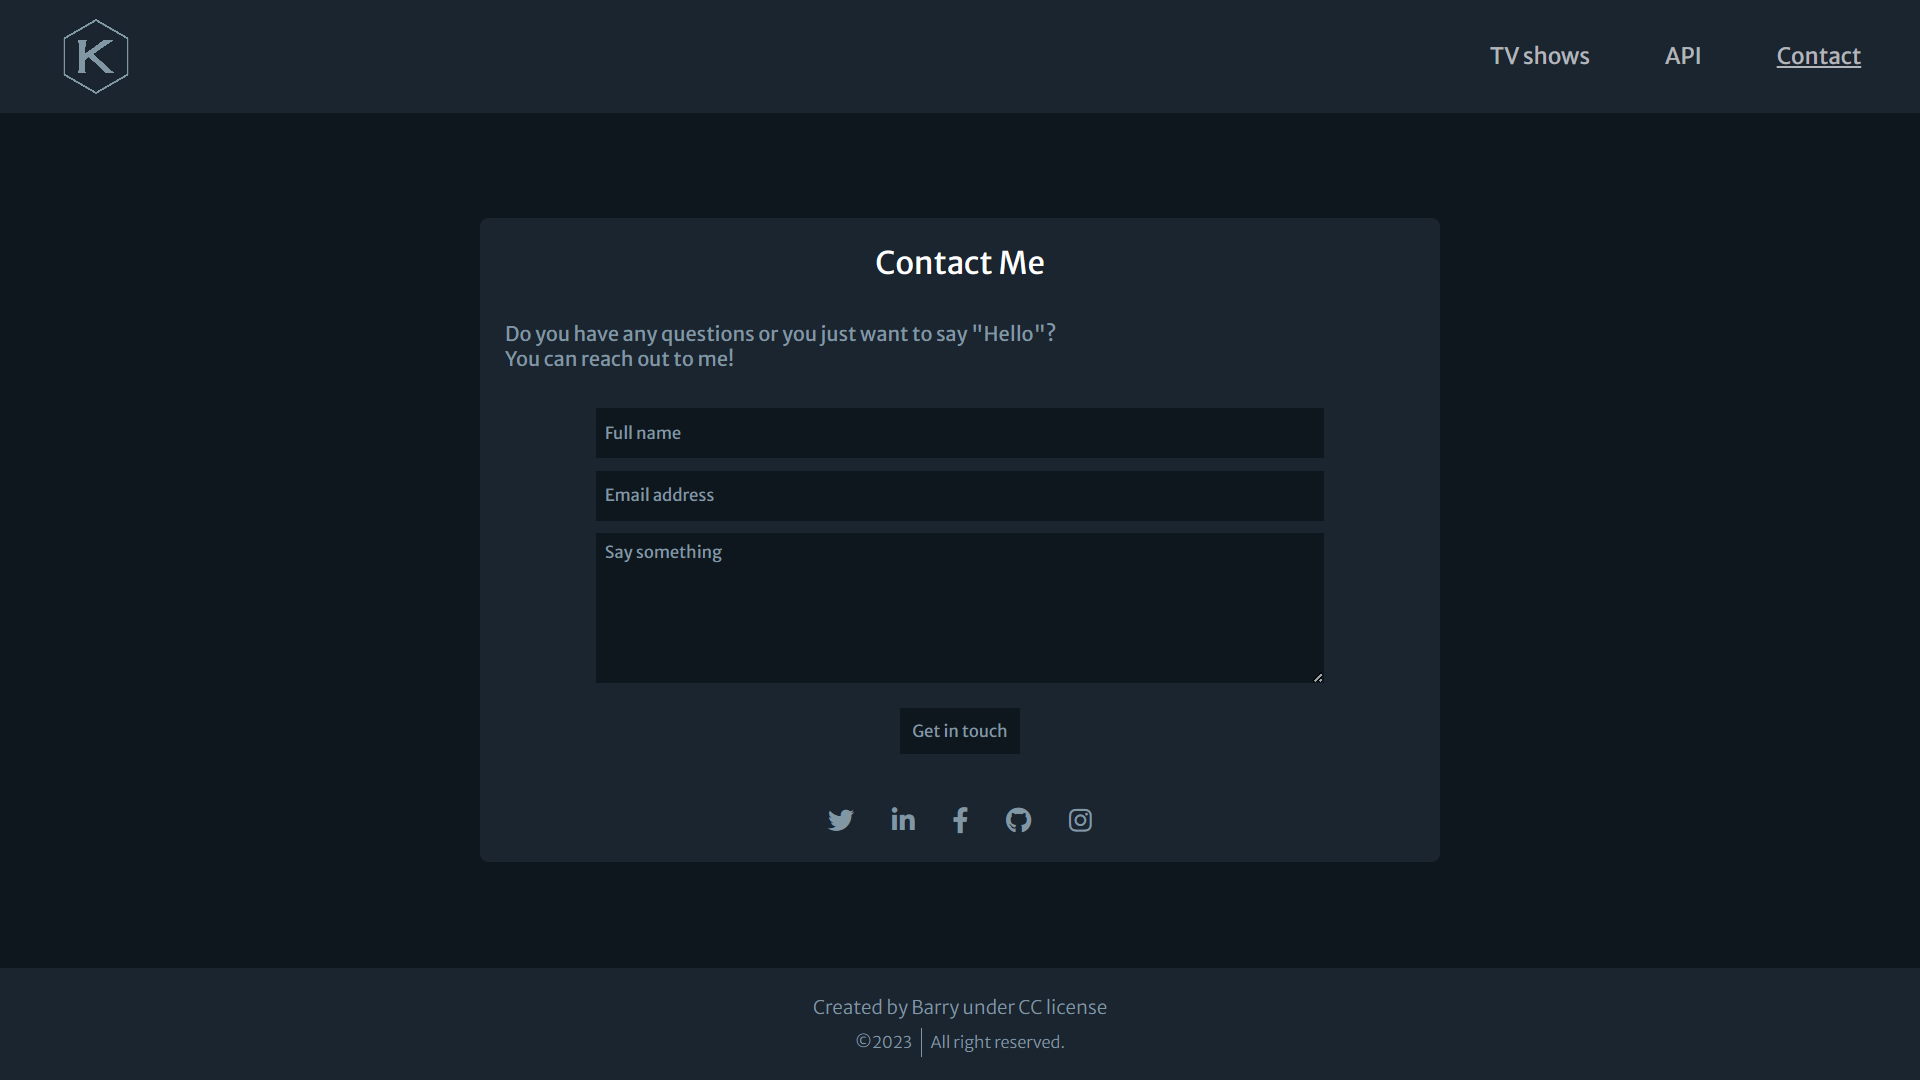 K
TV shows
API
Contact
Contact Me
Do you have any questions or you just want to say "Hello"?
You can reach out to me!
Full name
Email address
Say something
Get in touch
Created by Barry under CC license
©2023
All right reserved.